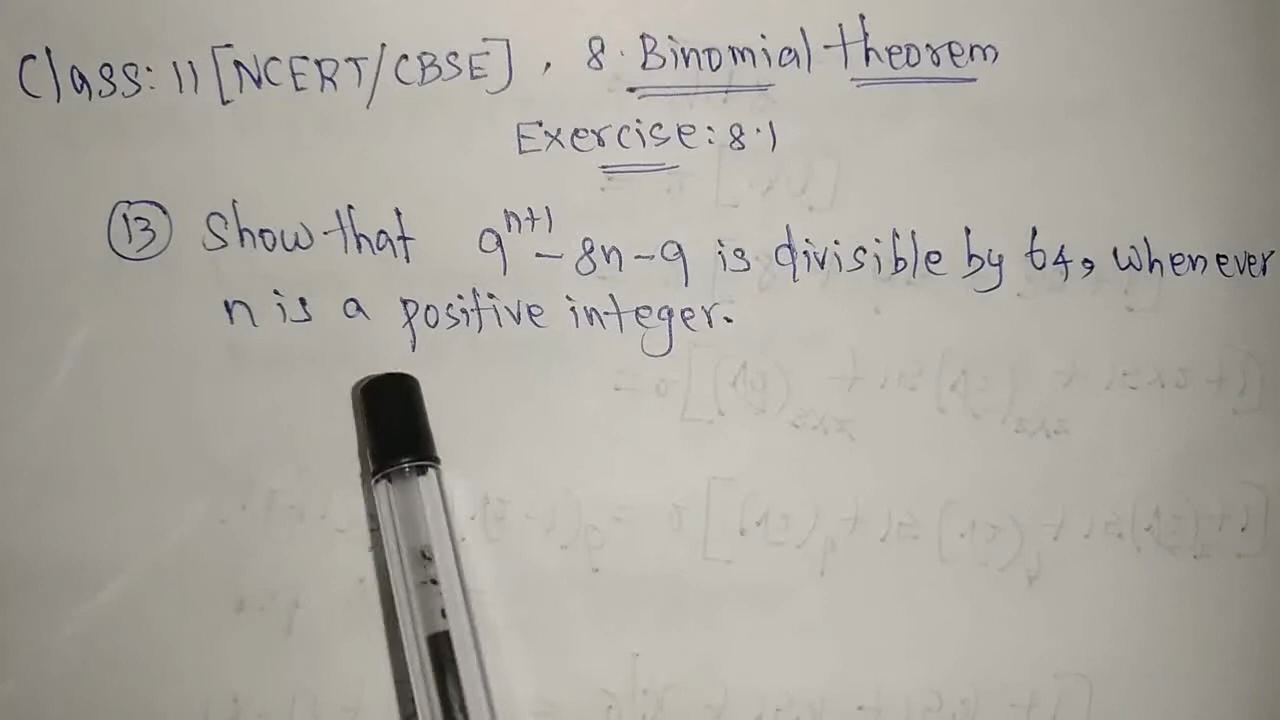 Class: 11 [NCERT/CBSE], 8. Binomial theorem
Exercise: 8.1
(13) Show that 9^{n+1} - 8n - 9 is divisible by 64, whenever
n is a positive integer.